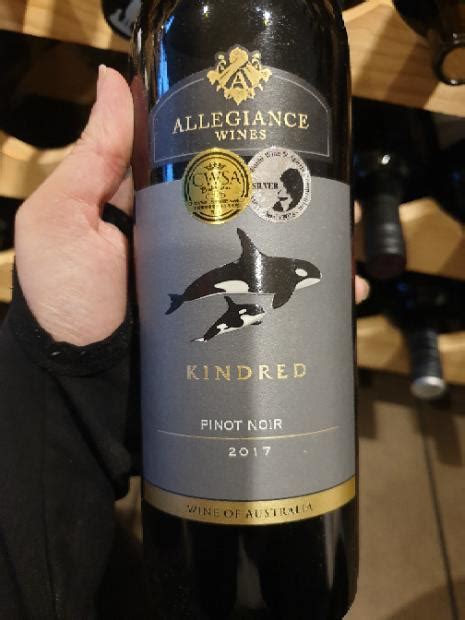 A
ALLEGIANCE
WINES
CWSA
SILVER
KINDRED
PINOT NOIR
2017
WINE OF AUSTRALIA